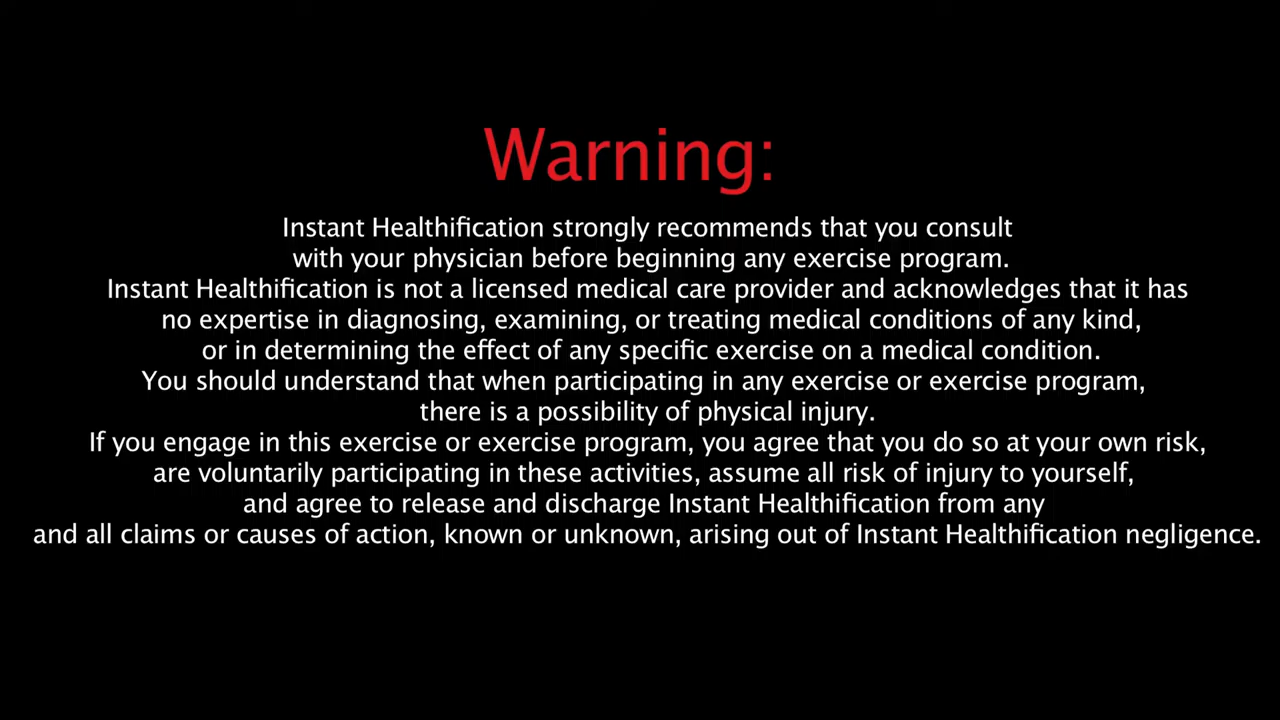 Warning:
Instant Healthification strongly recommends that you consult
with your physician before beginning any exercise program.
Instant Healthification is not a licensed medical care provider and acknowledges that it has
no expertise in diagnosing, examining, or treating medical conditions of any kind,
or in determining the effect of any specific exercise on a medical condition.
You should understand that when participating in any exercise or exercise program,
there is a possibility of physical injury.
If you engage in this exercise or exercise program, you agree that you do so at your own risk,
are voluntarily participating in these activities, assume all risk of injury to yourself,
and agree to release and discharge Instant Healthification from any
and all claims or causes of action, known or unknown, arising out of Instant Healthification negligence.